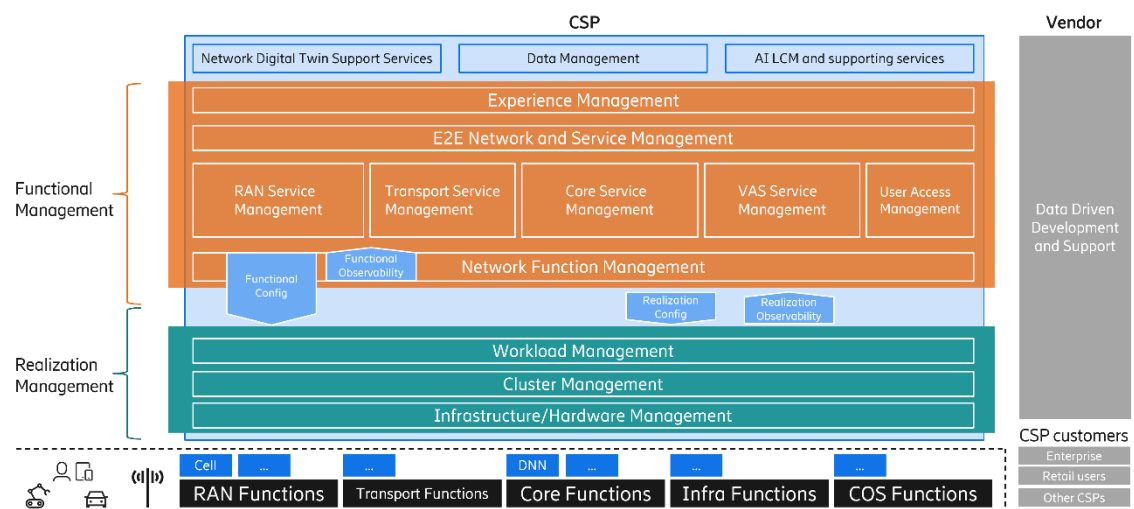 CSP
Vendor
Network Digital Twin Support Services
Data Management
AI LCM and supporting services
Experience Management
E2E Network and Service Management
Functional
Management
RAN Service
Management
Transport Service
Management
Core Service
Management
VAS Service
Management
User Access
Management
Data Driven
Development
and Support
Network Function Management
Functional
Observability
Functional
Config
Realization
Config
Realization
Observability
Realization
Management
Workload Management
Cluster Management
Infrastructure/Hardware Management
CSP customers
Enterprise
Retail users
Other CSPs
Cell
...
...
DNN
...
...
...
RAN Functions
Transport Functions
Core Functions
Infra Functions
COS Functions